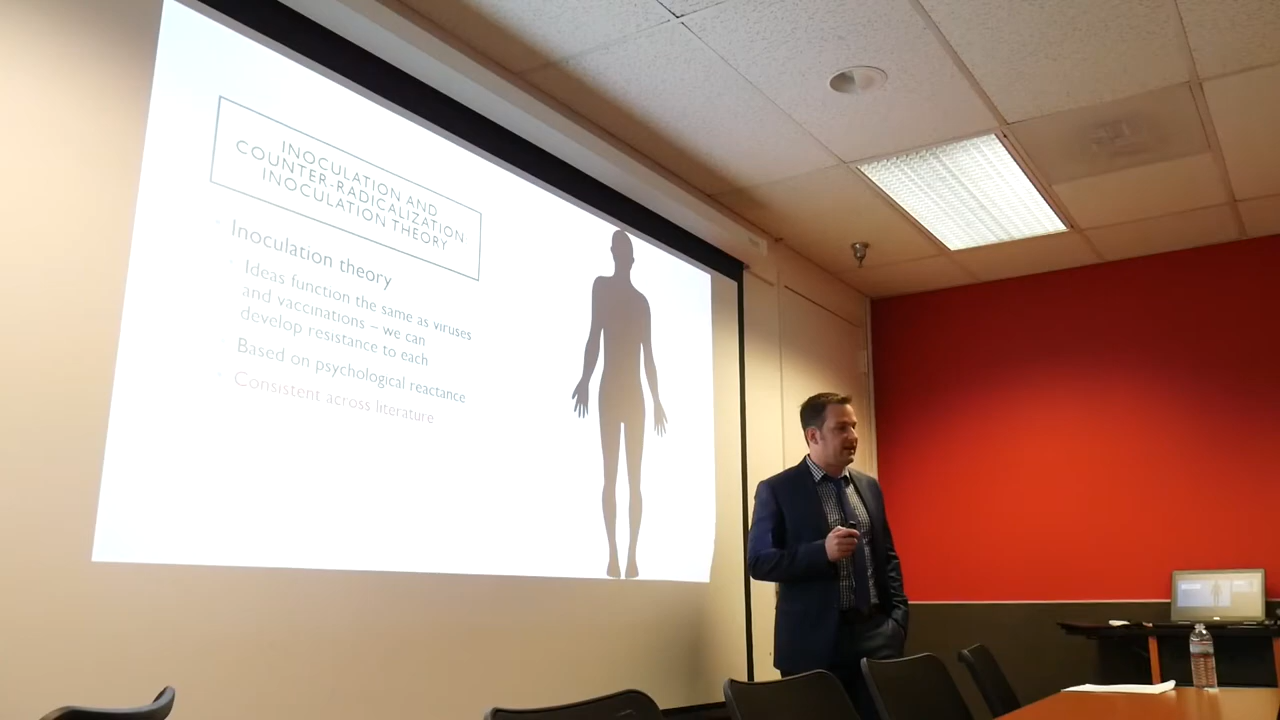 INOCULATION AND
COUNTER-RADICALIZATION
INOCULATION THEORY
Inoculation theory
Ideas function the same as viruses
and vaccinations – we can
develop resistance to each
Based on psychological reactance
Consistent across literature